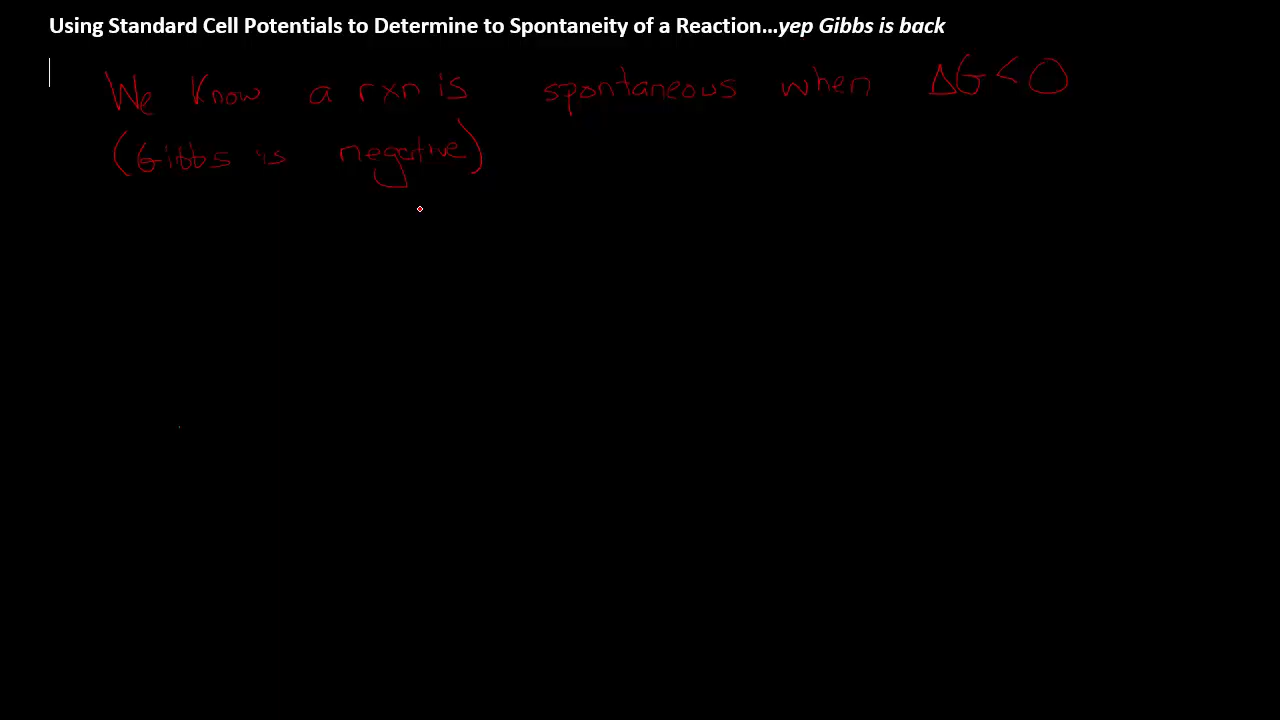 Using Standard Cell Potentials to Determine to Spontaneity of a Reaction...yep Gibbs is back
We know a rxn is spontaneous when ΔG < 0
(Gibbs is negative)